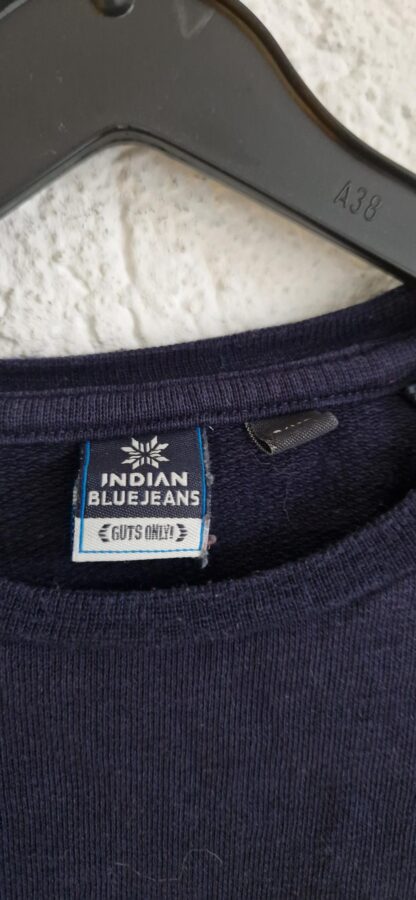 A38
INDIAN
BLUEJEANS
GUTS ONLY!